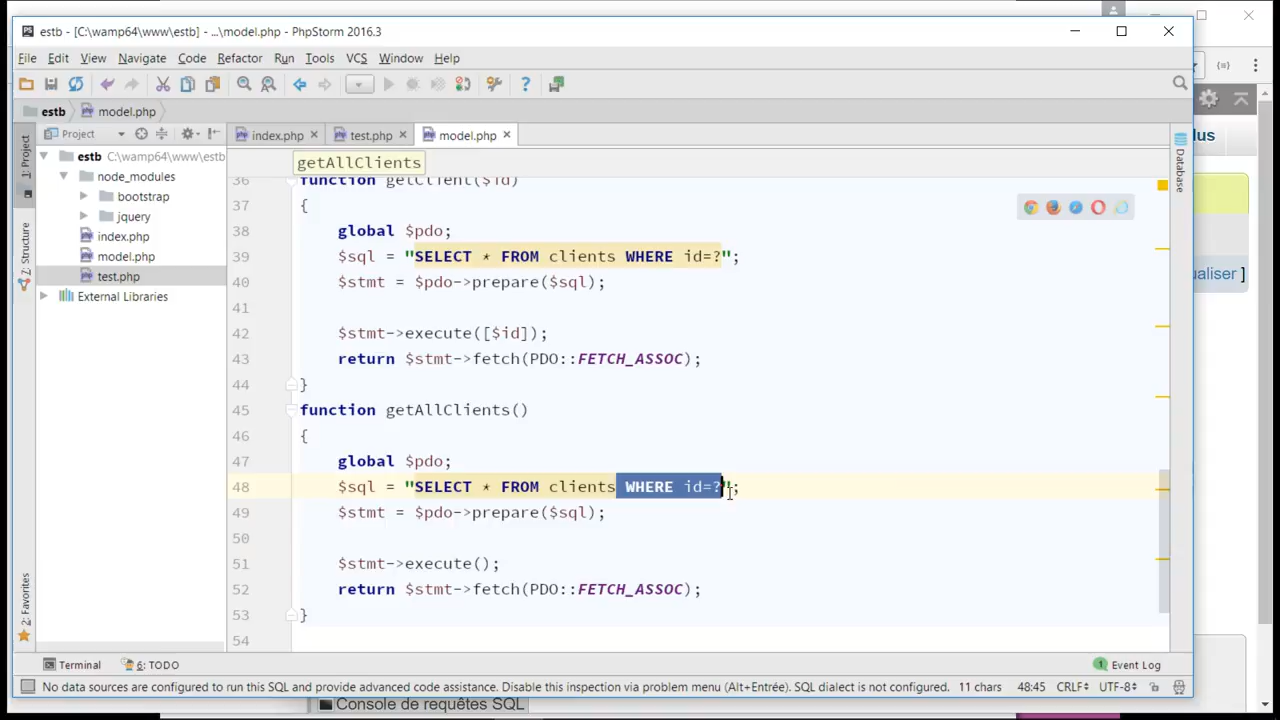 estb - [C:\wamp64\www\estb] - ...\model.php - PhpStorm 2016.3
File Edit View Navigate Code Refactor Run Tools VCS Window Help
estb model.php
Project index.php test.php model.php
1: Project
Z: Structure
2: Favorites
Database
estb C:\wamp64\www\estb
node_modules
bootstrap
jquery
index.php
model.php
test.php
External Libraries
getAllClients
36 function getClient($id)
37 {
38 global $pdo;
39 $sql = "SELECT * FROM clients WHERE id=?";
40 $stmt = $pdo->prepare($sql);
41
42 $stmt->execute([$id]);
43 return $stmt->fetch(PDO::FETCH_ASSOC);
44 }
45 function getAllClients()
46 {
47 global $pdo;
48 $sql = "SELECT * FROM clients WHERE id=?";
49 $stmt = $pdo->prepare($sql);
50
51 $stmt->execute();
52 return $stmt->fetch(PDO::FETCH_ASSOC);
53 }
54
lus
ualiser ]
Terminal 6: TODO 1 Event Log
No data sources are configured to run this SQL and provide advanced code assistance. Disable this inspection via problem menu (Alt+Entrée). SQL dialect is not configured. 11 chars 48:45 CRLF UTF-8
Console de requêtes SQL